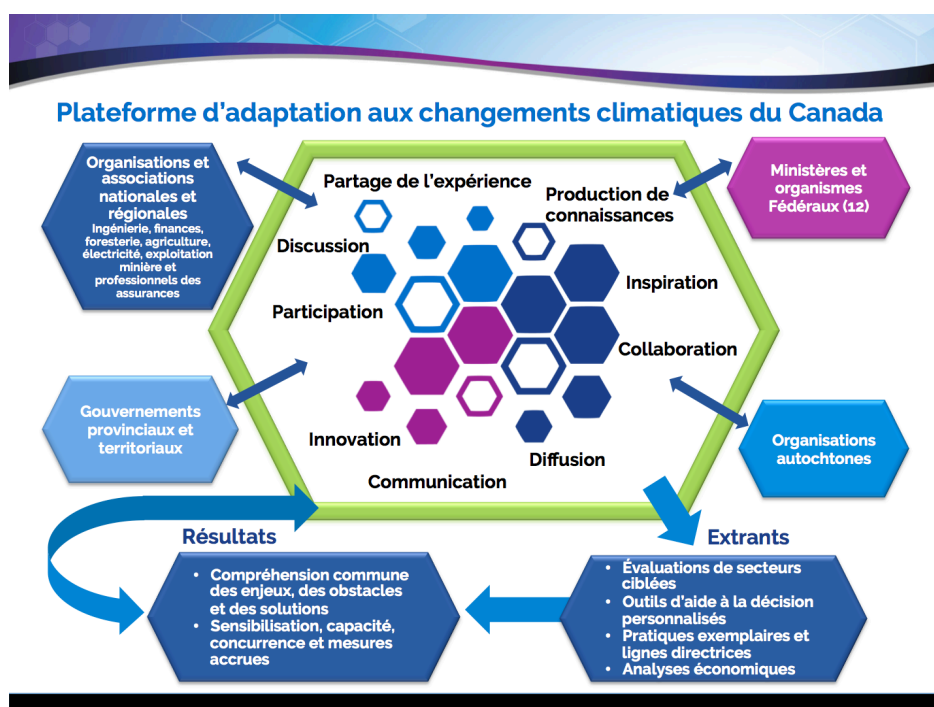 Plateforme d'adaptation aux changements climatiques du Canada
Organisations et
associations
nationales et
régionales
Ingénierie, finances,
foresterie, agriculture,
électricité, exploitation
minière et
professionnels des
assurances
Partage de l'expérience
Production de
connaissances
Ministères et
organismes
Fédéraux (12)
Discussion
Inspiration
Participation
Collaboration
Gouvernements
provinciaux et
territoriaux
Innovation
Organisations
autochtones
Diffusion
Communication
Résultats
• Compréhension commune
des enjeux, des obstacles
et des solutions
• Sensibilisation, capacité,
concurrence et mesures
accrues
Extrants
• Évaluations de secteurs
ciblées
• Outils d'aide à la décision
personnalisés
• Pratiques exemplaires et
lignes directrices
• Analyses économiques